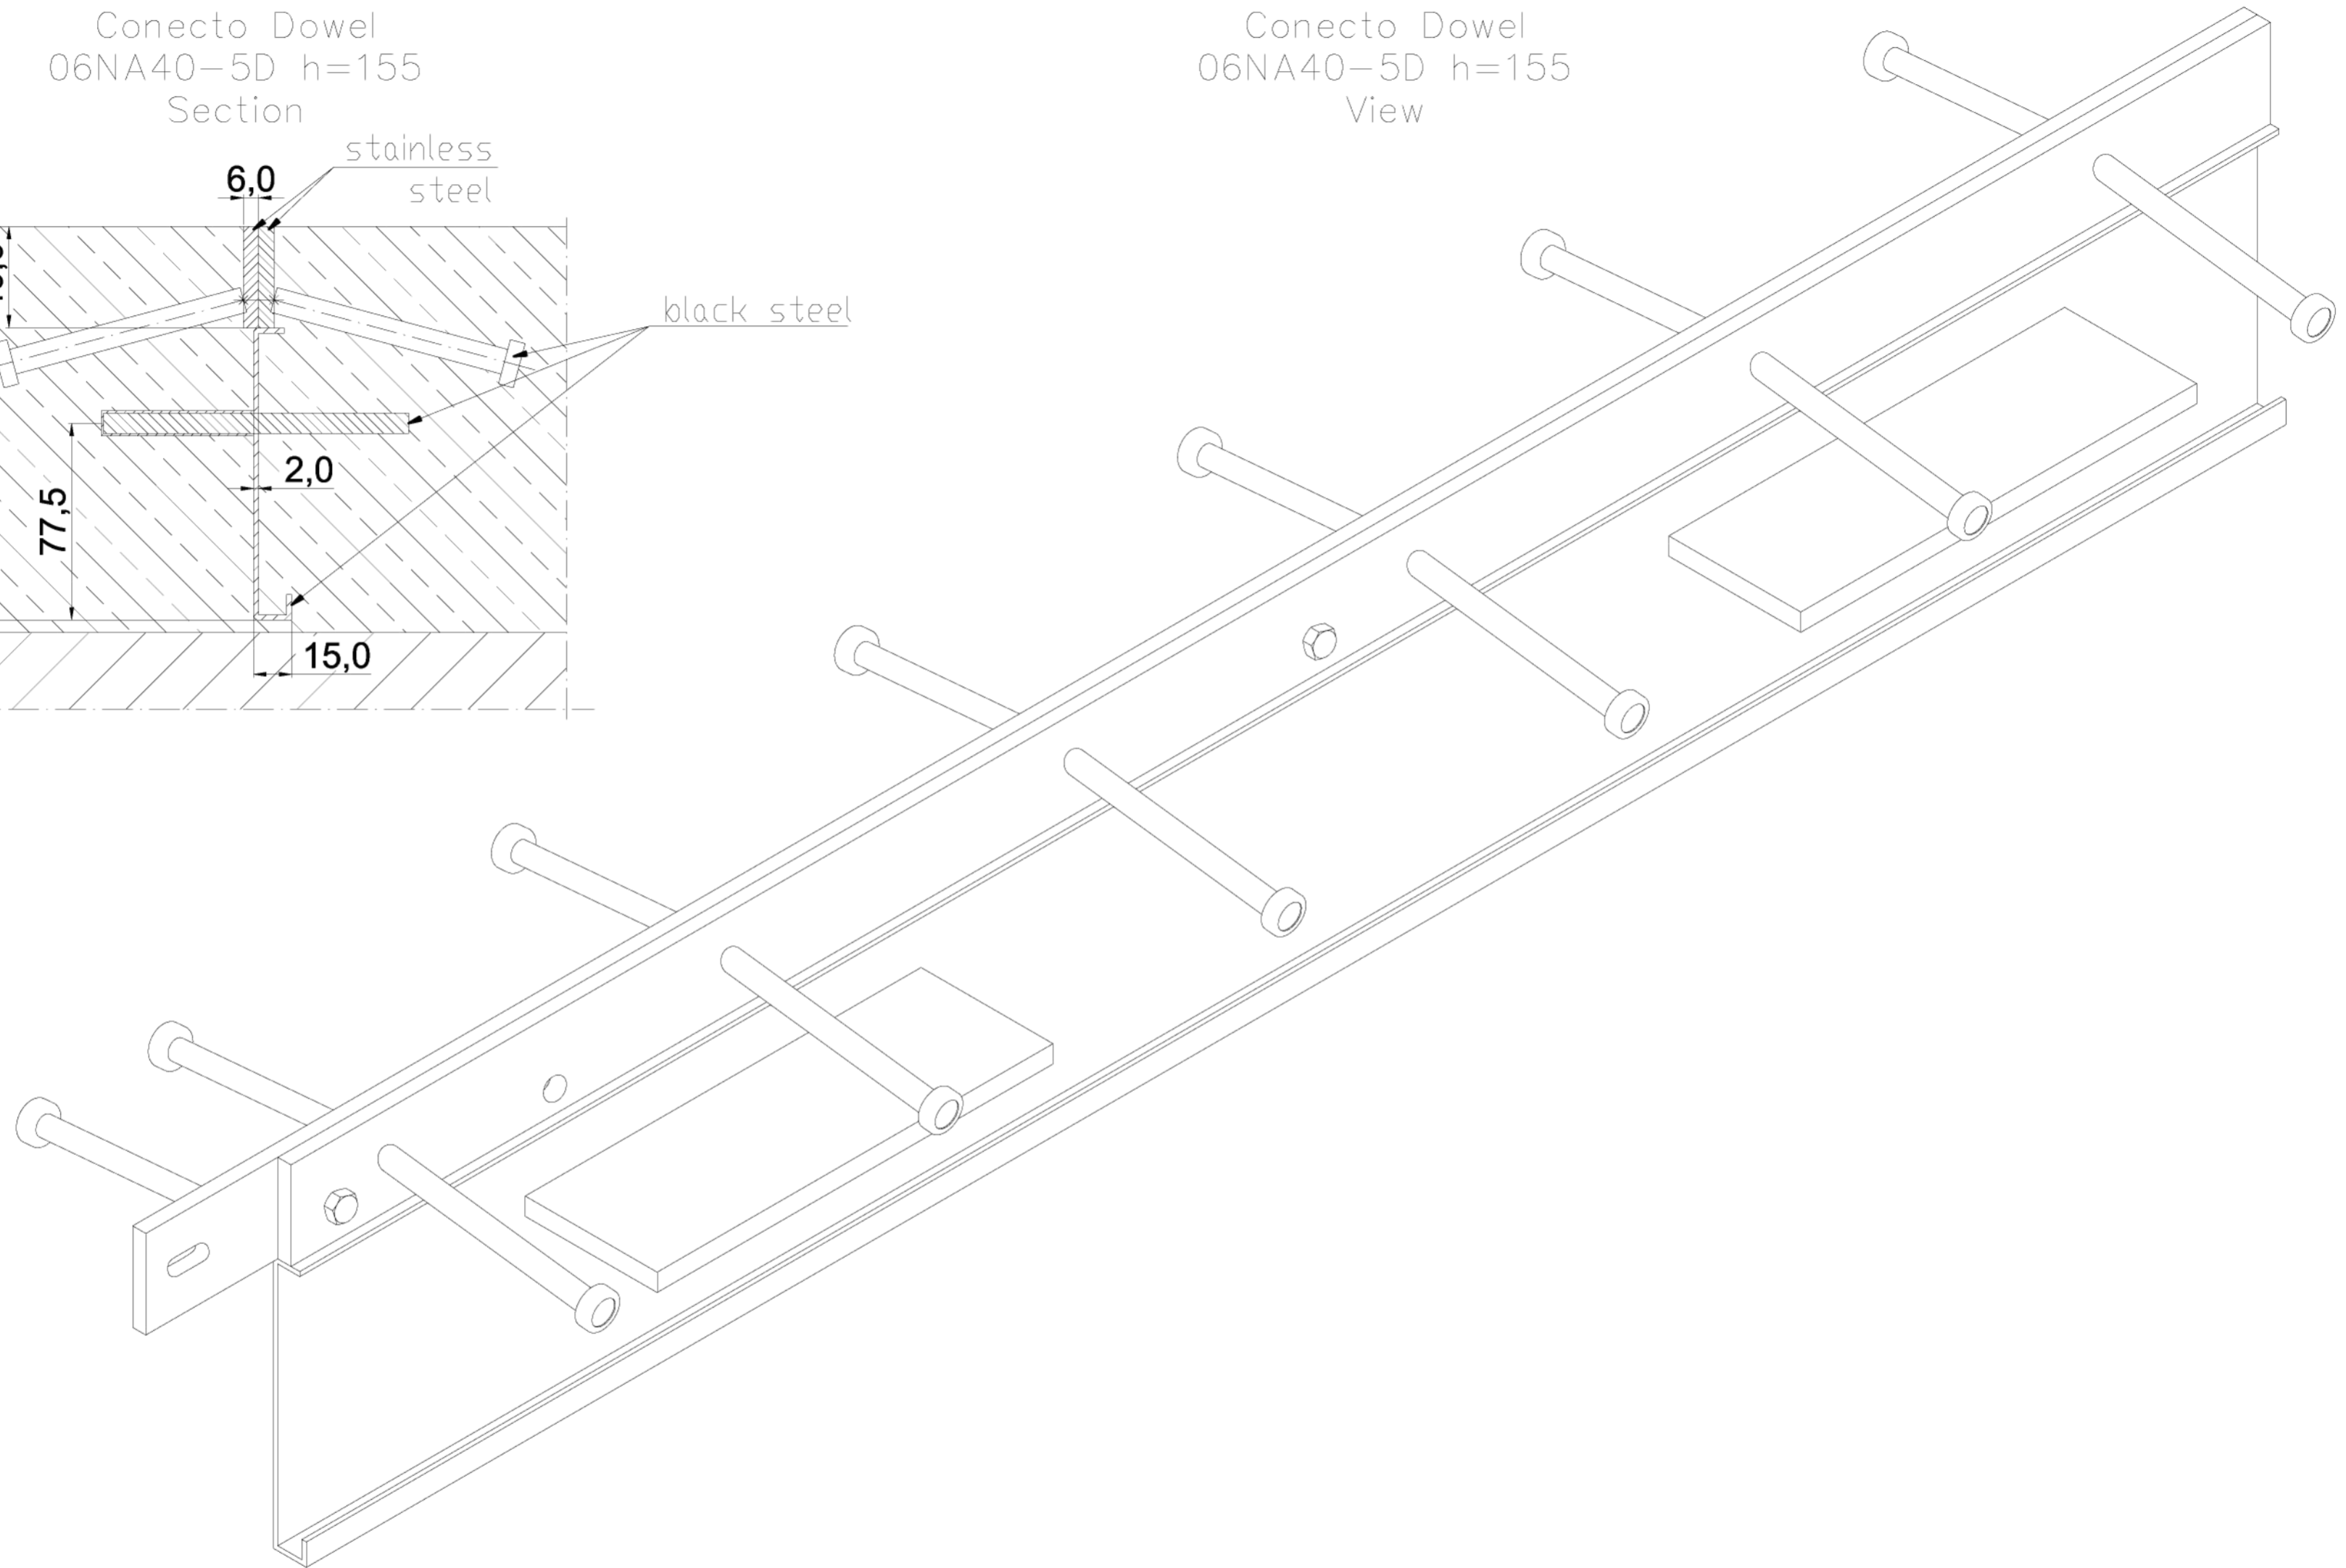 Conecto Dowel
06NA40-5D h=155
Section
Conecto Dowel
06NA40-5D h=155
View
stainless
steel
6,0
black steel
2,0
77,5
15,0